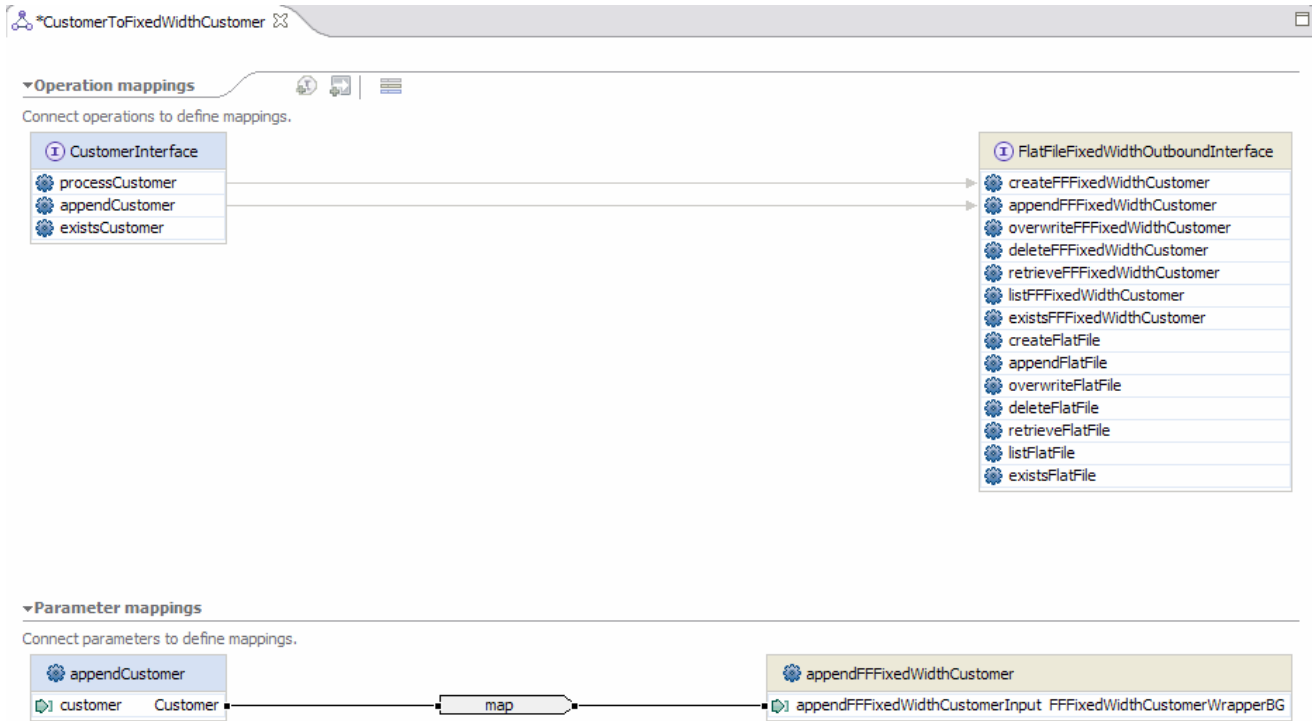 *CustomerToFixedWidthCustomer
Operation mappings
Connect operations to define mappings.
CustomerInterface
processCustomer
appendCustomer
existsCustomer
FlatFileFixedWidthOutboundInterface
createFFFixedWidthCustomer
appendFFFixedWidthCustomer
overwriteFFFixedWidthCustomer
deleteFFFixedWidthCustomer
retrieveFFFixedWidthCustomer
listFFFixedWidthCustomer
existsFFFixedWidthCustomer
createFlatFile
appendFlatFile
overwriteFlatFile
deleteFlatFile
retrieveFlatFile
listFlatFile
existsFlatFile
Parameter mappings
Connect parameters to define mappings.
appendCustomer
customer Customer
map
appendFFFixedWidthCustomer
appendFFFixedWidthCustomerInput FFFixedWidthCustomerWrapperBG